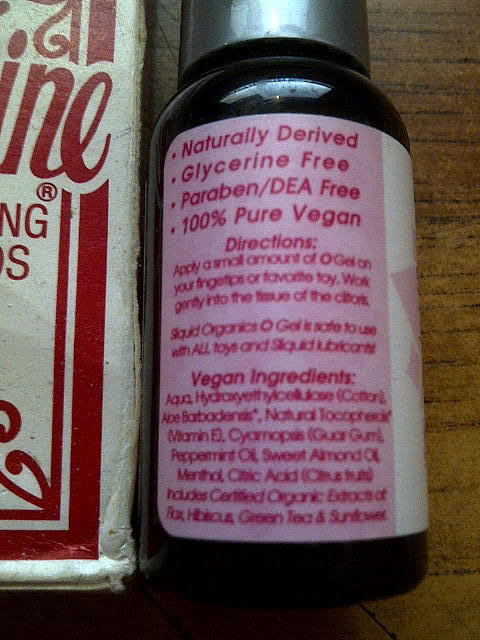 ine
®
NG
DS
• Naturally Derived
• Glycerine Free
• Paraben/DEA Free
• 100% Pure Vegan
Directions:
Apply a small amount of O Gel on
your fingertips or favorite toy. Work
gently into the tissue of the clitoris.
Sliquid Organics O Gel is safe to use
with ALL toys and Sliquid lubricants!
Vegan Ingredients:
Aqua, Hydroxyethylcellulose (Cotton),
Aloe Barbadensis*, Natural Tocopherols*
(Vitamin E), Cyamopsis (Guar Gum),
Peppermint Oil, Sweet Almond Oil,
Menthol, Citric Acid (Citrus fruits)
Includes Certified Organic Extracts of
Flax, Hibiscus, Green Tea & Sunflower.